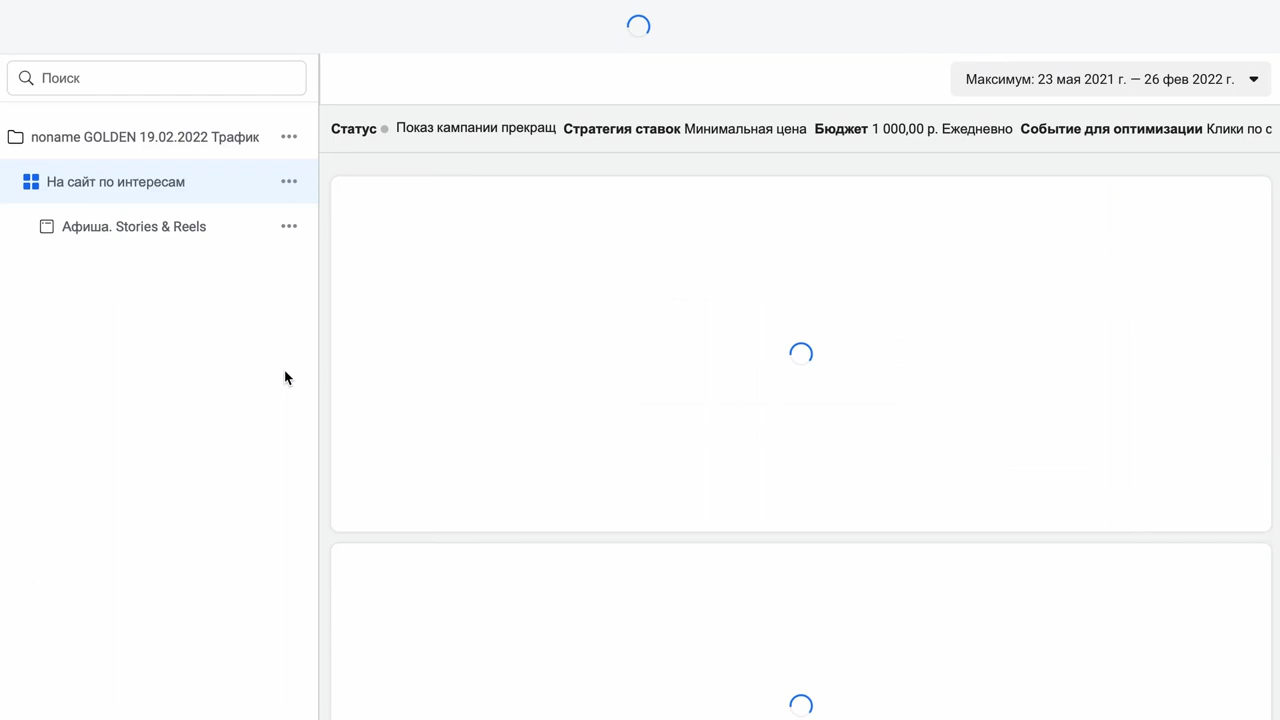 Поиск
Максимум: 23 мая 2021 г. — 26 фев 2022 г.
Статус Показ кампании прекращ Стратегия ставок Минимальная цена Бюджет 1 000,00 р. Ежедневно Событие для оптимизации Клики по с
noname GOLDEN 19.02.2022 Трафик
На сайт по интересам
Афиша. Stories & Reels